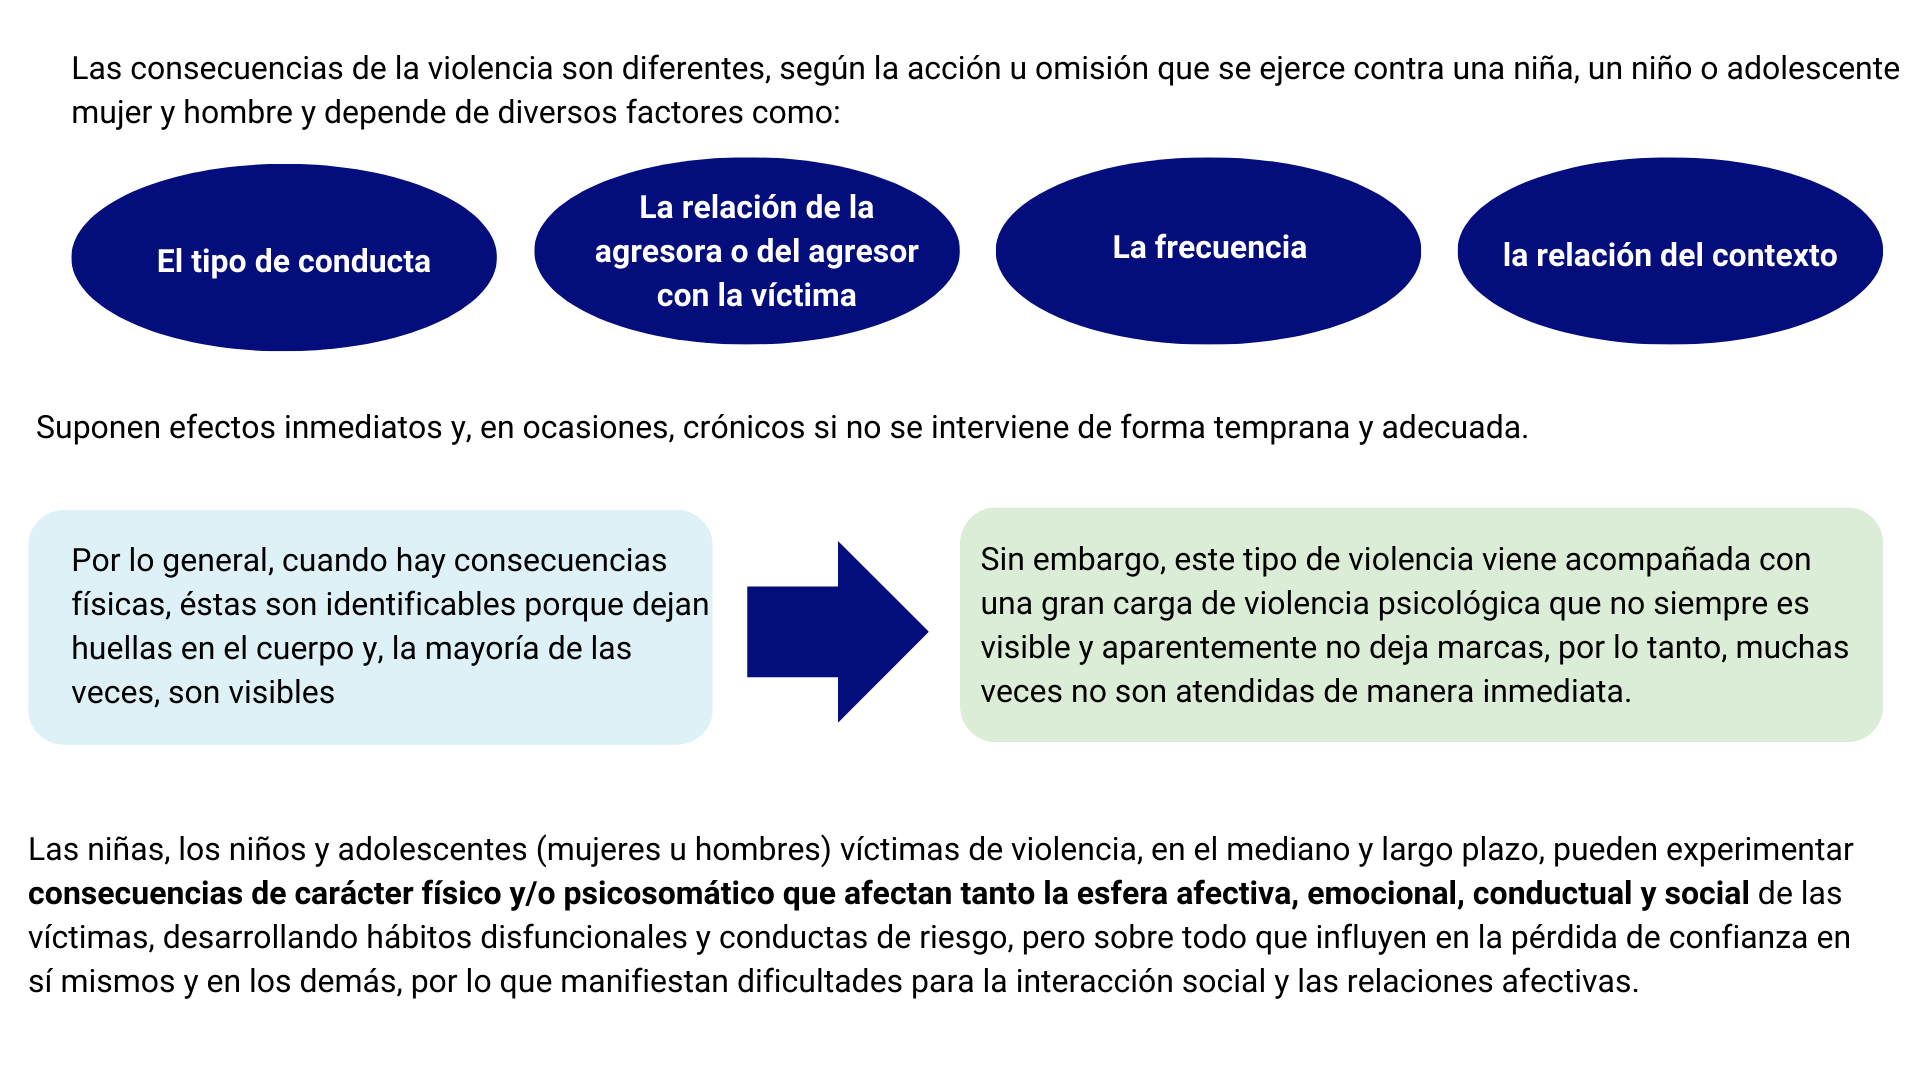 Las consecuencias de la violencia son diferentes, según la acción u omisión que se ejerce contra una niña, un niño o adolescente
mujer y hombre y depende de diversos factores como:
El tipo de conducta
La relación de la
agresora o del agresor
con la víctima
La frecuencia
la relación del contexto
Suponen efectos inmediatos y, en ocasiones, crónicos si no se interviene de forma temprana y adecuada.
Por lo general, cuando hay consecuencias
físicas, éstas son identificables porque dejan
huellas en el cuerpo y, la mayoría de las
veces, son visibles
Sin embargo, este tipo de violencia viene acompañada con
una gran carga de violencia psicológica que no siempre es
visible y aparentemente no deja marcas, por lo tanto, muchas
veces no son atendidas de manera inmediata.
Las niñas, los niños y adolescentes (mujeres u hombres) víctimas de violencia, en el mediano y largo plazo, pueden experimentar
consecuencias de carácter físico y/o psicosomático que afectan tanto la esfera afectiva, emocional, conductual y social de las
víctimas, desarrollando hábitos disfuncionales y conductas de riesgo, pero sobre todo que influyen en la pérdida de confianza en
sí mismos y en los demás, por lo que manifiestan dificultades para la interacción social y las relaciones afectivas.